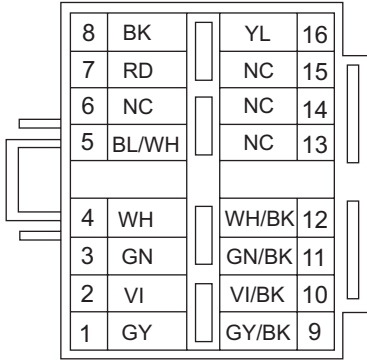 8 BK YL 16
7 RD NC 15
6 NC NC 14
5 BL/WH NC 13
4 WH WH/BK 12
3 GN GN/BK 11
2 VI VI/BK 10
1 GY GY/BK 9